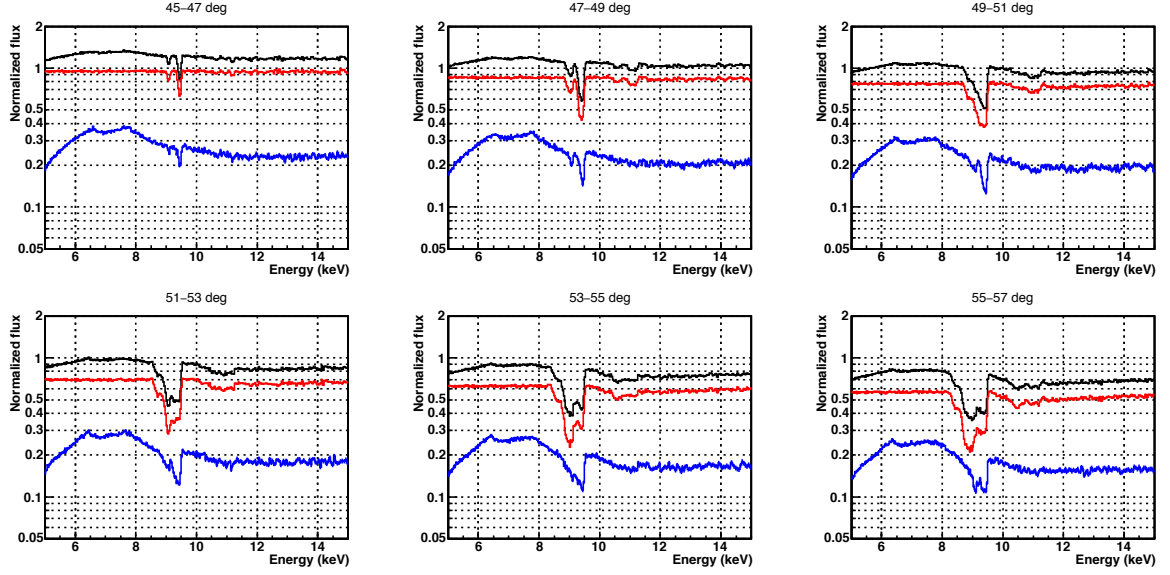 45−47 deg
47−49 deg
49−51 deg
Normalized flux
2
1
0.5
0.4
0.3
0.2
0.1
0.05
6 8 10 12 14
Energy (keV)
Normalized flux
2
1
0.5
0.4
0.3
0.2
0.1
0.05
6 8 10 12 14
Energy (keV)
Normalized flux
2
1
0.5
0.4
0.3
0.2
0.1
0.05
6 8 10 12 14
Energy (keV)
51−53 deg
53−55 deg
55−57 deg
Normalized flux
2
1
0.5
0.4
0.3
0.2
0.1
0.05
6 8 10 12 14
Energy (keV)
Normalized flux
2
1
0.5
0.4
0.3
0.2
0.1
0.05
6 8 10 12 14
Energy (keV)
Normalized flux
2
1
0.5
0.4
0.3
0.2
0.1
0.05
6 8 10 12 14
Energy (keV)